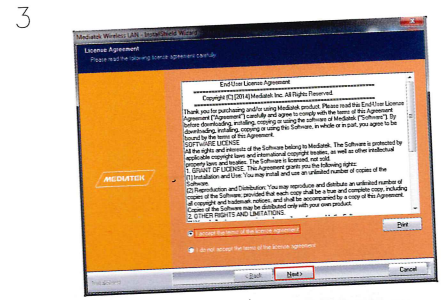 3
Mediatek Wireless LAN - InstallShield Wizard
License Agreement
Please read the following license agreement carefully.
End-User License Agreement
Copyright (C) [2014] Mediatek Inc. All Rights Reserved.
Thank you for purchasing and/or using Mediatek product. Please read this End-User License
Agreement ("Agreement") carefully and agree to comply with the terms of this Agreement
before downloading, installing, copying or using the software of Mediatek ("Software"). By
downloading, installing, copying or using this Software, in whole or in part, you agree to be
bound by the terms of this Agreement.
SOFTWARE LICENSE
All the rights and interests of the Software belong to Mediatek. The Software is protected by
applicable copyright laws and international copyright treaties, as well as other intellectual
property laws and treaties. The Software is licensed, not sold.
1. GRANT OF LICENSE. This Agreement grants you the following rights:
(1) Installation and Use: You may install and use an unlimited number of copies of the
Software.
(2) Reproduction and Distribution: You may reproduce and distribute an unlimited number of
copies of the Software, provided that each copy shall be a true and complete copy, including
all copyright and trademark notices, and shall be accompanied by a copy of this Agreement.
Copies of the Software may be distributed only with your own product.
2. OTHER RIGHTS AND LIMITATIONS.
MEDIATEK
I accept the terms of the license agreement
Print
I do not accept the terms of the license agreement
InstallShield
< Back
Next >
Cancel